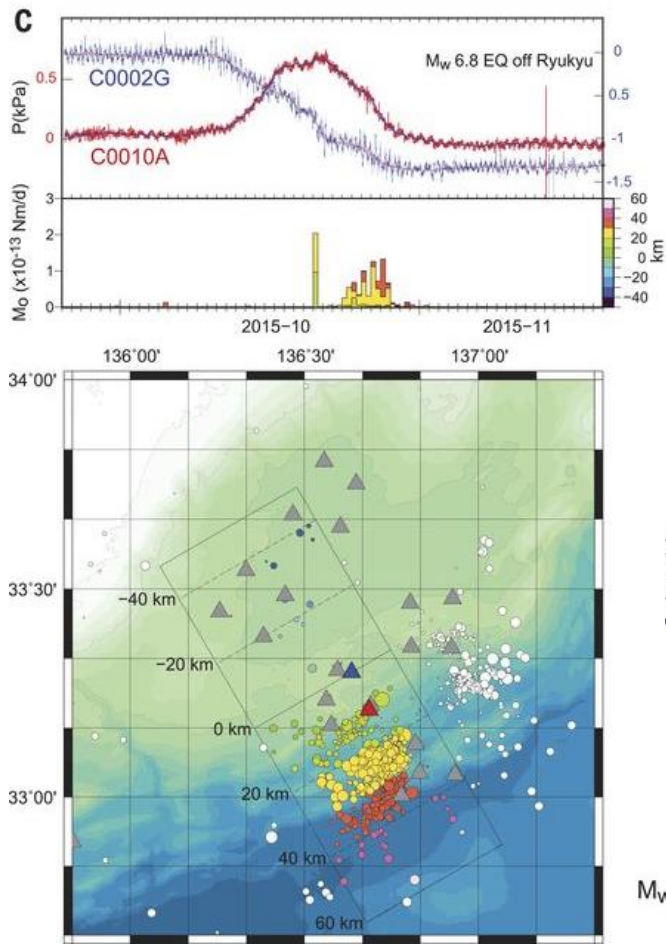 C
C0002G
C0010A
Mw 6.8 EQ off Ryukyu
P(kPa)
0.5
0
0
-0.5
-1
-1.5
Mo (x10⁻¹³ Nm/d)
3
2
1
0
60
40
20
0
−20
−40
km
2015-10
2015-11
136˚00'
136˚30'
137˚00'
34˚00'
33˚30'
33˚00'
−40 km
−20 km
0 km
20 km
40 km
60 km
Mw